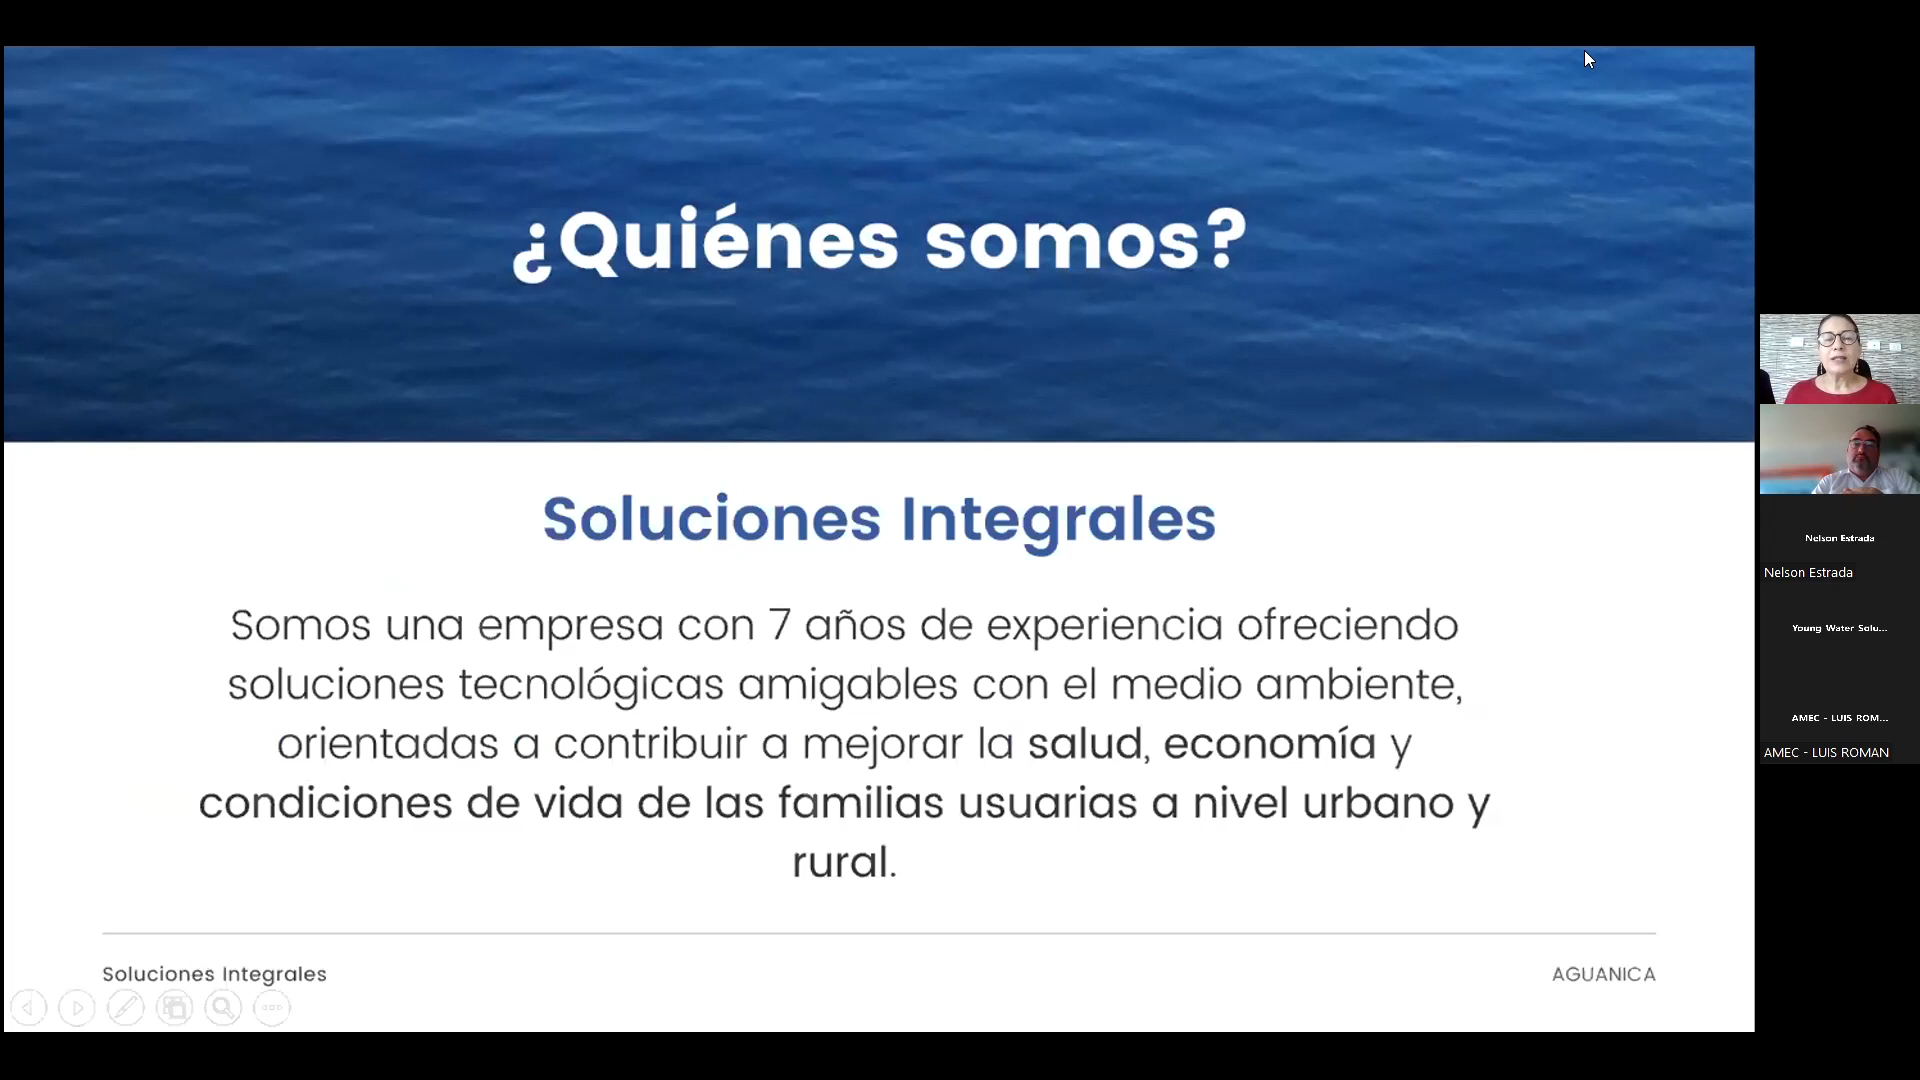 ¿Quiénes somos?
Soluciones Integrales
Somos una empresa con 7 años de experiencia ofreciendo
soluciones tecnológicas amigables con el medio ambiente,
orientadas a contribuir a mejorar la salud, economía y
condiciones de vida de las familias usuarias a nivel urbano y
rural.
Soluciones Integrales
AGUANICA
Nelson Estrada
Nelson Estrada
Young Water Solu...
AMEC - LUIS ROM...
AMEC - LUIS ROMAN